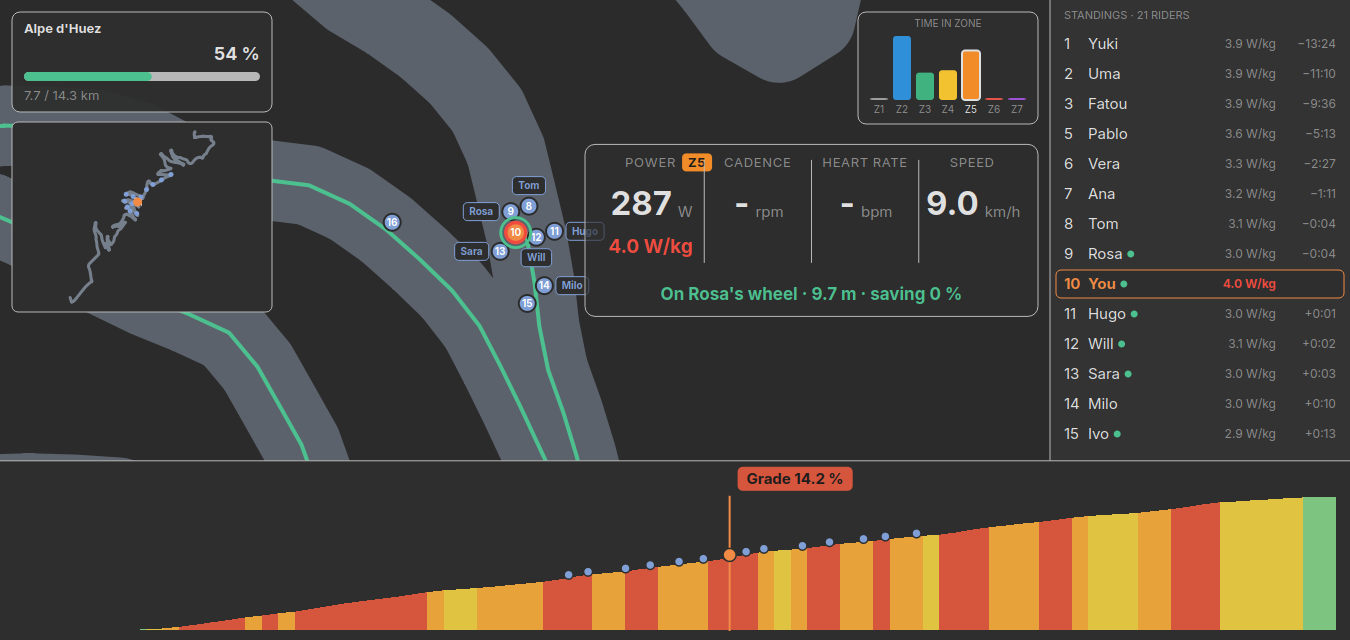 Alpe d'Huez
54 %
7.7 / 14.3 km
TIME IN ZONE
Z1 Z2 Z3 Z4 Z5 Z6 Z7
POWER Z5 CADENCE HEART RATE SPEED
287 W - rpm - bpm 9.0 km/h
4.0 W/kg
On Rosa's wheel · 9.7 m · saving 0 %
Tom
Rosa 9 8
16
10 12 11 Hugo
Sara 13
Will
14 Milo
15
STANDINGS · 21 RIDERS
1 Yuki 3.9 W/kg −13:24
2 Uma 3.9 W/kg −11:10
3 Fatou 3.9 W/kg −9:36
5 Pablo 3.6 W/kg −5:13
6 Vera 3.3 W/kg −2:27
7 Ana 3.2 W/kg −1:11
8 Tom 3.1 W/kg −0:04
9 Rosa 3.0 W/kg −0:04
10 You 4.0 W/kg
11 Hugo 3.0 W/kg +0:01
12 Will 3.1 W/kg +0:02
13 Sara 3.0 W/kg +0:03
14 Milo 3.0 W/kg +0:10
15 Ivo 2.9 W/kg +0:13
Grade 14.2 %